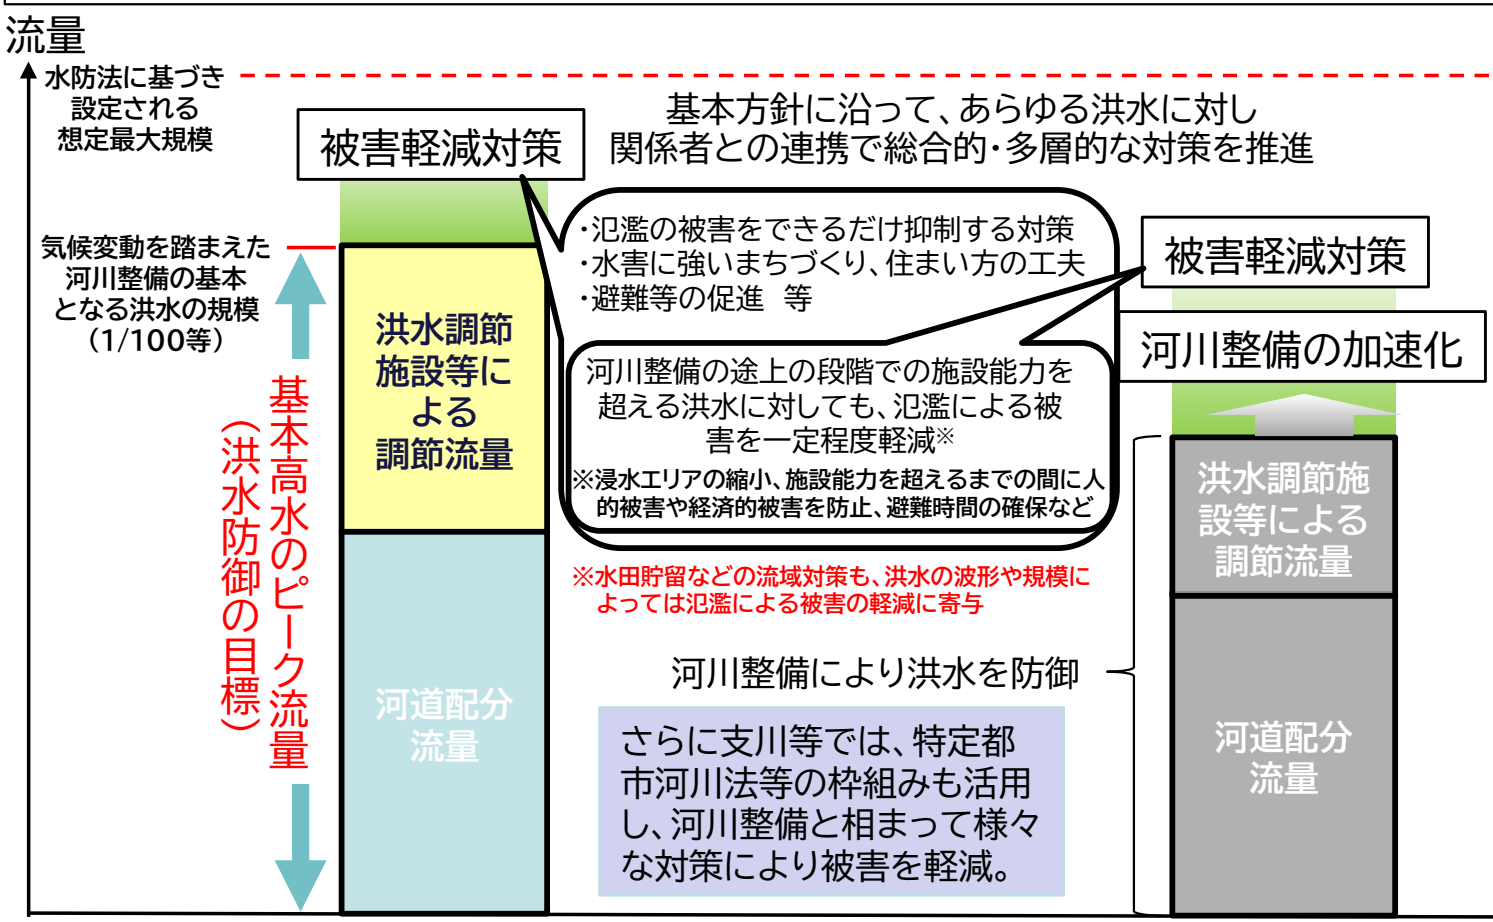 流量
水防法に基づき
設定される
想定最大規模
被害軽減対策
基本方針に沿って、あらゆる洪水に対し
関係者との連携で総合的・多層的な対策を推進
気候変動を踏まえた
河川整備の基本
となる洪水の規模
（1/100等）
・氾濫の被害をできるだけ抑制する対策
・水害に強いまちづくり、住まい方の工夫
・避難等の促進 等
被害軽減対策
河川整備の加速化
洪水調節
施設等に
よる
調節流量
河川整備の途上の段階での施設能力を
超える洪水に対しても、氾濫による被
害を一定程度軽減※
※浸水エリアの縮小、施設能力を超えるまでの間に人
的被害や経済的被害を防止、避難時間の確保など
基本高水のピーク流量
（洪水防御の目標）
洪水調節施
設等による
調節流量
※水田貯留などの流域対策も、洪水の波形や規模に
よっては氾濫による被害の軽減に寄与
河川整備により洪水を防御
河道配分
流量
さらに支川等では、特定都
市河川法等の枠組みも活用
し、河川整備と相まって様々
な対策により被害を軽減。
河道配分
流量